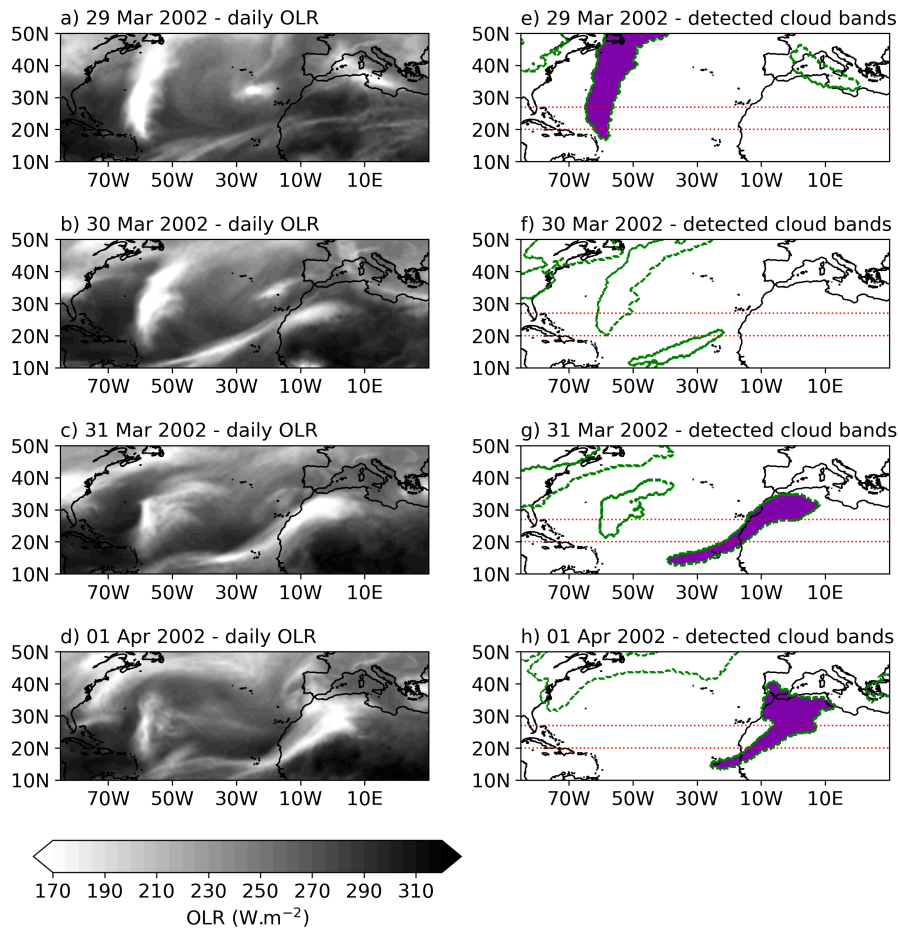 a) 29 Mar 2002 - daily OLR
50N
40N
30N
20N
10N
70W 50W 30W 10W 10E
e) 29 Mar 2002 - detected cloud bands
50N
40N
30N
20N
10N
70W 50W 30W 10W 10E
b) 30 Mar 2002 - daily OLR
50N
40N
30N
20N
10N
70W 50W 30W 10W 10E
f) 30 Mar 2002 - detected cloud bands
50N
40N
30N
20N
10N
70W 50W 30W 10W 10E
c) 31 Mar 2002 - daily OLR
50N
40N
30N
20N
10N
70W 50W 30W 10W 10E
g) 31 Mar 2002 - detected cloud bands
50N
40N
30N
20N
10N
70W 50W 30W 10W 10E
d) 01 Apr 2002 - daily OLR
50N
40N
30N
20N
10N
70W 50W 30W 10W 10E
h) 01 Apr 2002 - detected cloud bands
50N
40N
30N
20N
10N
70W 50W 30W 10W 10E
170 190 210 230 250 270 290 310
OLR (W.m⁻²)